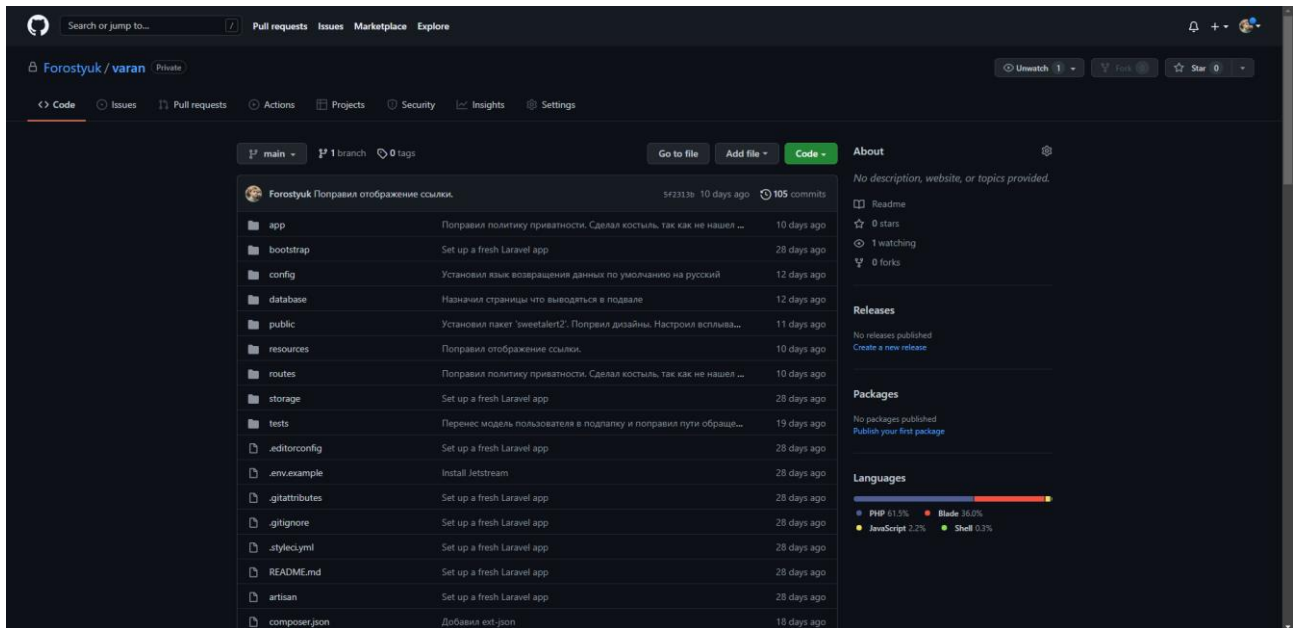 Search or jump to... / Pull requests Issues Marketplace Explore
Forostyuk / varan Private Unwatch 1 Fork Star 0
Code Issues Pull requests Actions Projects Security Insights Settings
main 1 branch 0 tags Go to file Add file Code
Forostyuk Поправил отображение ссылки. 5f2313b 10 days ago 105 commits
app Поправил политику приватности. Сделал костыль, так как не нашел ... 10 days ago
bootstrap Set up a fresh Laravel app 28 days ago
config Установил язык возвращения данных по умолчанию на русский 12 days ago
database Назначил страницы что выводяться в подвале 12 days ago
public Установил пакет 'sweetalert2'. Попрвил дизайны. Настроил всплыва... 11 days ago
resources Поправил отображение ссылки. 10 days ago
routes Поправил политику приватности. Сделал костыль, так как не нашел ... 10 days ago
storage Set up a fresh Laravel app 28 days ago
tests Перенес модель пользователя в подпапку и поправил пути обраще... 19 days ago
.editorconfig Set up a fresh Laravel app 28 days ago
.env.example Install Jetstream 28 days ago
.gitattributes Set up a fresh Laravel app 28 days ago
.gitignore Set up a fresh Laravel app 28 days ago
.styleci.yml Set up a fresh Laravel app 28 days ago
README.md Set up a fresh Laravel app 28 days ago
artisan Set up a fresh Laravel app 28 days ago
composer.json Добавил ext-json 18 days ago
About
No description, website, or topics provided.
Readme
0 stars
1 watching
0 forks
Releases
No releases published
Create a new release
Packages
No packages published
Publish your first package
Languages
PHP 61.5% Blade 36.0%
JavaScript 2.2% Shell 0.3%